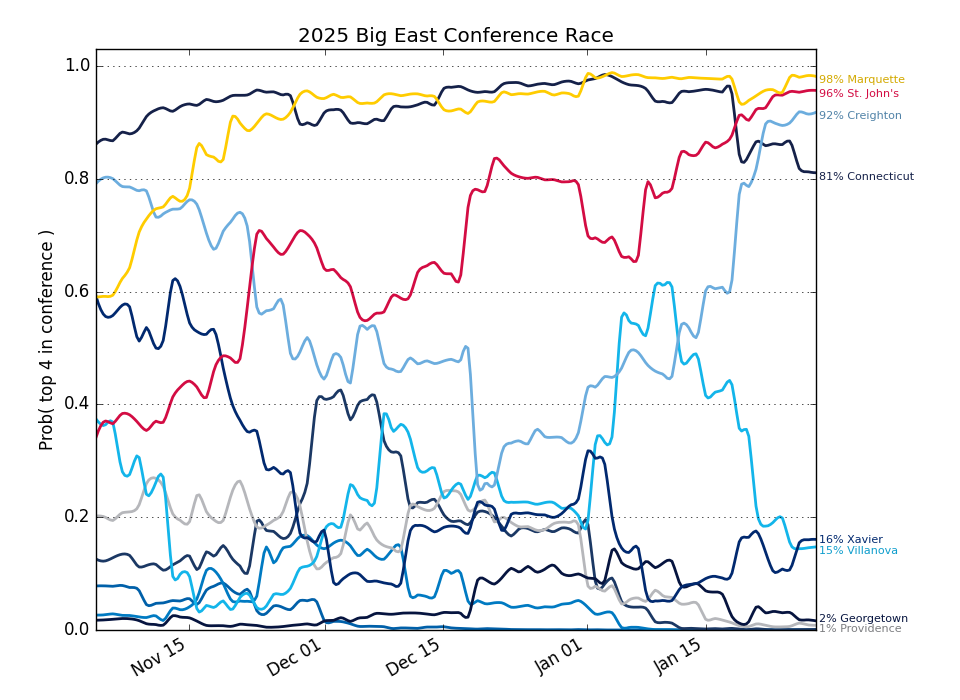 2025 Big East Conference Race
Prob( top 4 in conference )
1.0
0.8
0.6
0.4
0.2
0.0
98% Marquette
96% St. John's
92% Creighton
81% Connecticut
16% Xavier
15% Villanova
2% Georgetown
1% Providence
Nov 15
Dec 01
Dec 15
Jan 01
Jan 15